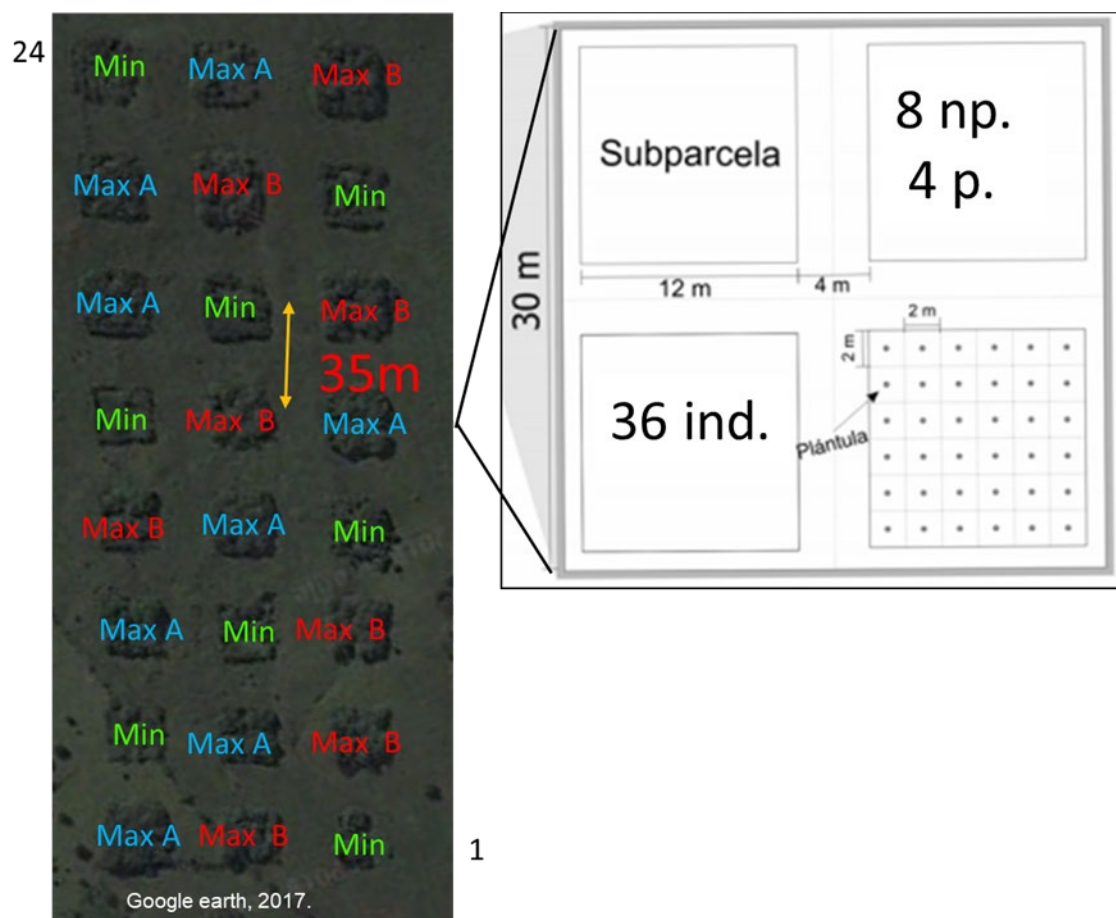 24
Min Max A Max B
Max A Max B Min
Max A Min Max B
35m
Min Max B Max A
Max B Max A Min
Max A Min Max B
Min Max A Max B
Max A Max B Min
1
Google earth, 2017.
30 m
Subparcela
8 np.
4 p.
12 m
4 m
36 ind.
2 m
2 m
Plántula